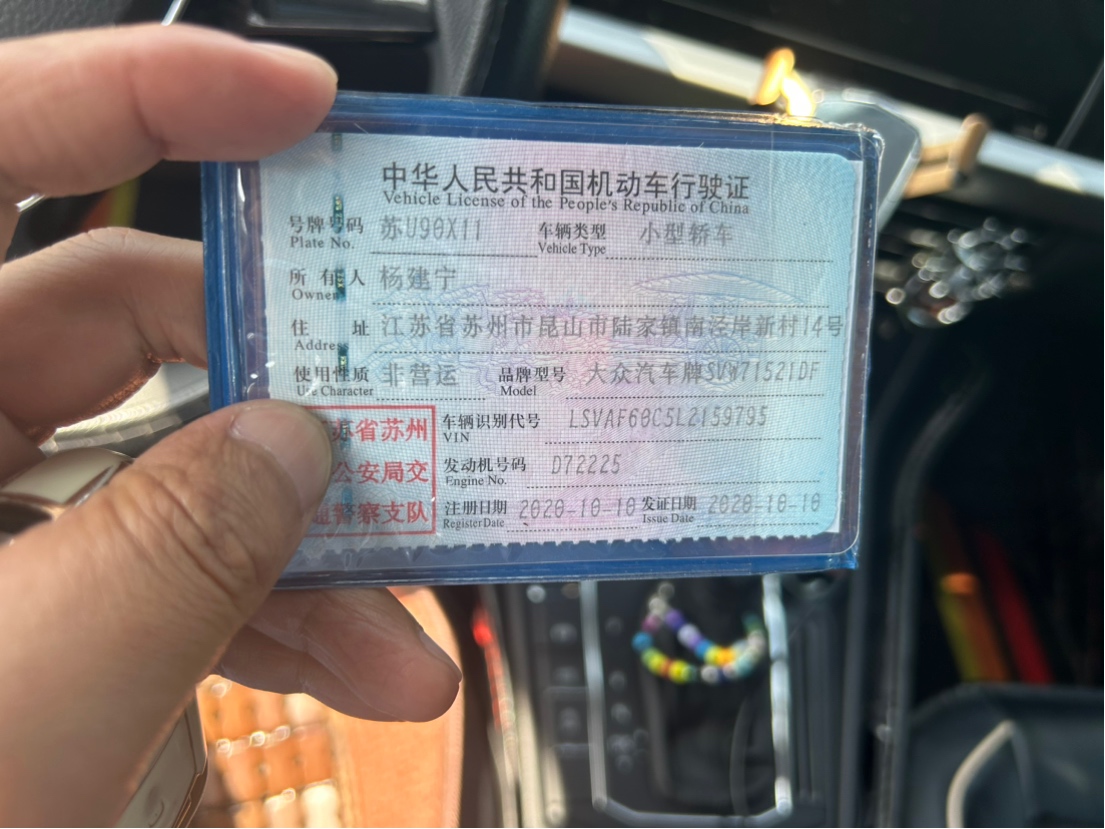 中华人民共和国机动车行驶证
Vehicle License of the People's Republic of China
号牌号码 苏U90X11 车辆类型 小型轿车
Plate No. Vehicle Type
所有人 杨建宁
Owner
住址 江苏省苏州市昆山市陆家镇南泾岸新村14号
Address
使用性质 非营运 品牌型号 大众汽车牌SVW71521DF
Use Character Model
苏省苏州
公安局交
通警察支队
车辆识别代号 LSVAF60C5L2159795
VIN
发动机号码 D72225
Engine No.
注册日期 2020-10-10 发证日期 2020-10-10
Register Date Issue Date